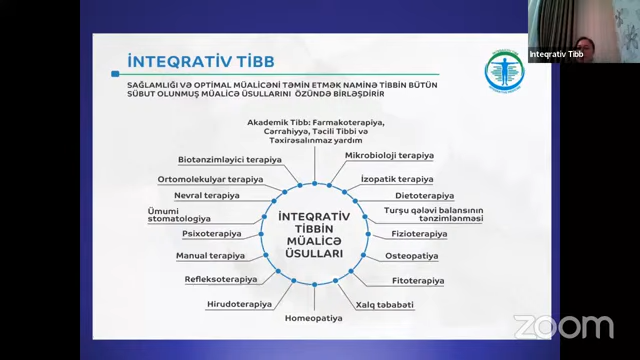 İNTEQRATİV TİBB
SAĞLAMLIĞI VƏ OPTIMAL MÜALİCƏNİ TƏMİN ETMƏK NAMİNƏ TİBBİN BÜTÜN
SÜBUT OLUNMUŞ MÜALİCƏ ÜSULLARINI ÖZÜNDƏ BİRLƏŞDİRİR
Inteqrativ Tibb
Akademik Tibb: Farmakoterapiya,
Cərrahiyyə, Təcili Tibbi və
Təxirəsalınmaz yardım
Biotənzimləyici terapiya
Mikrobioloji terapiya
Ortomolekulyar terapiya
İzopatik terapiya
Nevral terapiya
Dietoterapiya
Ümumi
stomatologiya
Turşu qələvi balansının
tənzimlənməsi
Psixoterapiya
Fizioterapiya
Manual terapiya
Osteopatiya
Refleksoterapiya
Fitoterapiya
Hirudoterapiya
Xalq təbabəti
Homeopatiya
İNTEQRATİV
TİBBİN
MÜALİCƏ
ÜSULLARI
zoom